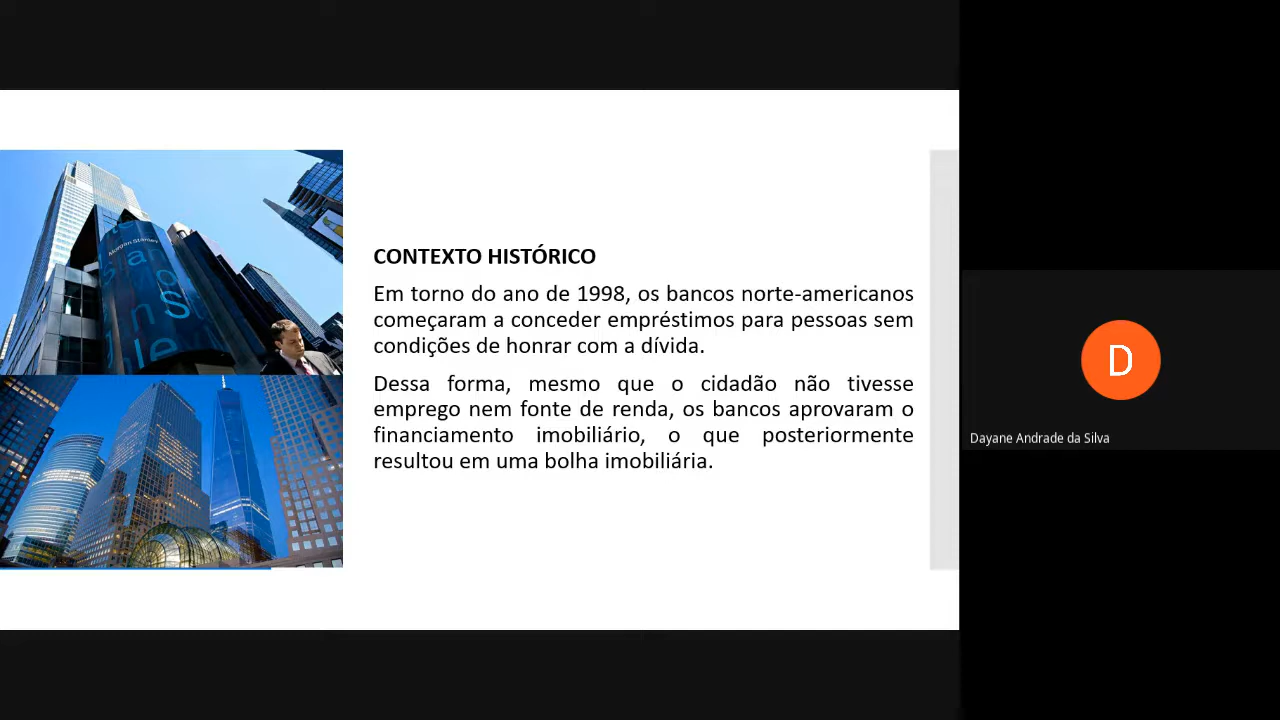 Morgan Stanley
CONTEXTO HISTÓRICO
Em torno do ano de 1998, os bancos norte-americanos
começaram a conceder empréstimos para pessoas sem
condições de honrar com a dívida.
Dessa forma, mesmo que o cidadão não tivesse
emprego nem fonte de renda, os bancos aprovaram o
financiamento imobiliário, o que posteriormente
resultou em uma bolha imobiliária.
D
Dayane Andrade da Silva